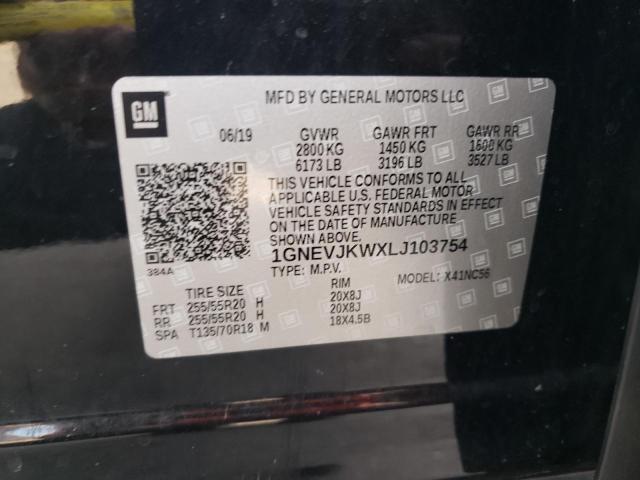 GM
MFD BY GENERAL MOTORS LLC
06/19 GVWR GAWR FRT GAWR RR
2800 KG 1450 KG 1600 KG
6173 LB 3196 LB 3527 LB
THIS VEHICLE CONFORMS TO ALL
APPLICABLE U.S. FEDERAL MOTOR
VEHICLE SAFETY STANDARDS IN EFFECT
ON THE DATE OF MANUFACTURE
SHOWN ABOVE.
1GNEVJKWXLJ103754
384A
TYPE: M.P.V. MODEL: X41NC56
TIRE SIZE RIM
FRT 255/55R20 H 20X8J
RR 255/55R20 H 20X8J
SPA T135/70R18 M 18X4.5B